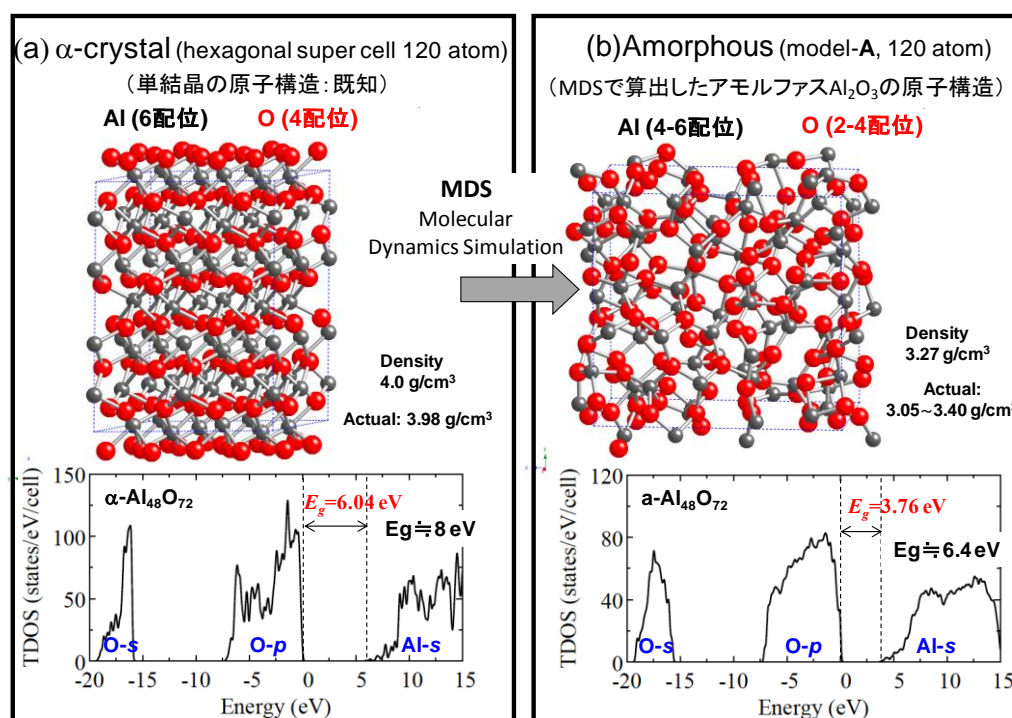 (a) α-crystal (hexagonal super cell 120 atom)
(単結晶の原子構造:既知)
Al (6配位) O (4配位)
Density
4.0 g/cm³
Actual: 3.98 g/cm³
MDS
Molecular
Dynamics Simulation
(b)Amorphous (model-A, 120 atom)
(MDSで算出したアモルファスAl₂O₃の原子構造)
Al (4-6配位) O (2-4配位)
Density
3.27 g/cm³
Actual:
3.05~3.40 g/cm³
TDOS (states/eV/cell)
150
100
50
0
α-Al₄₈O₇₂
Eg=6.04 eV
Eg≒8 eV
O-s O-p Al-s
-20 -15 -10 -5 0 5 10 15
Energy (eV)
TDOS (states/eV/cell)
120
80
40
0
a-Al₄₈O₇₂
Eg=3.76 eV
Eg≒6.4 eV
O-s O-p Al-s
-20 -15 -10 -5 0 5 10 15
Energy (eV)